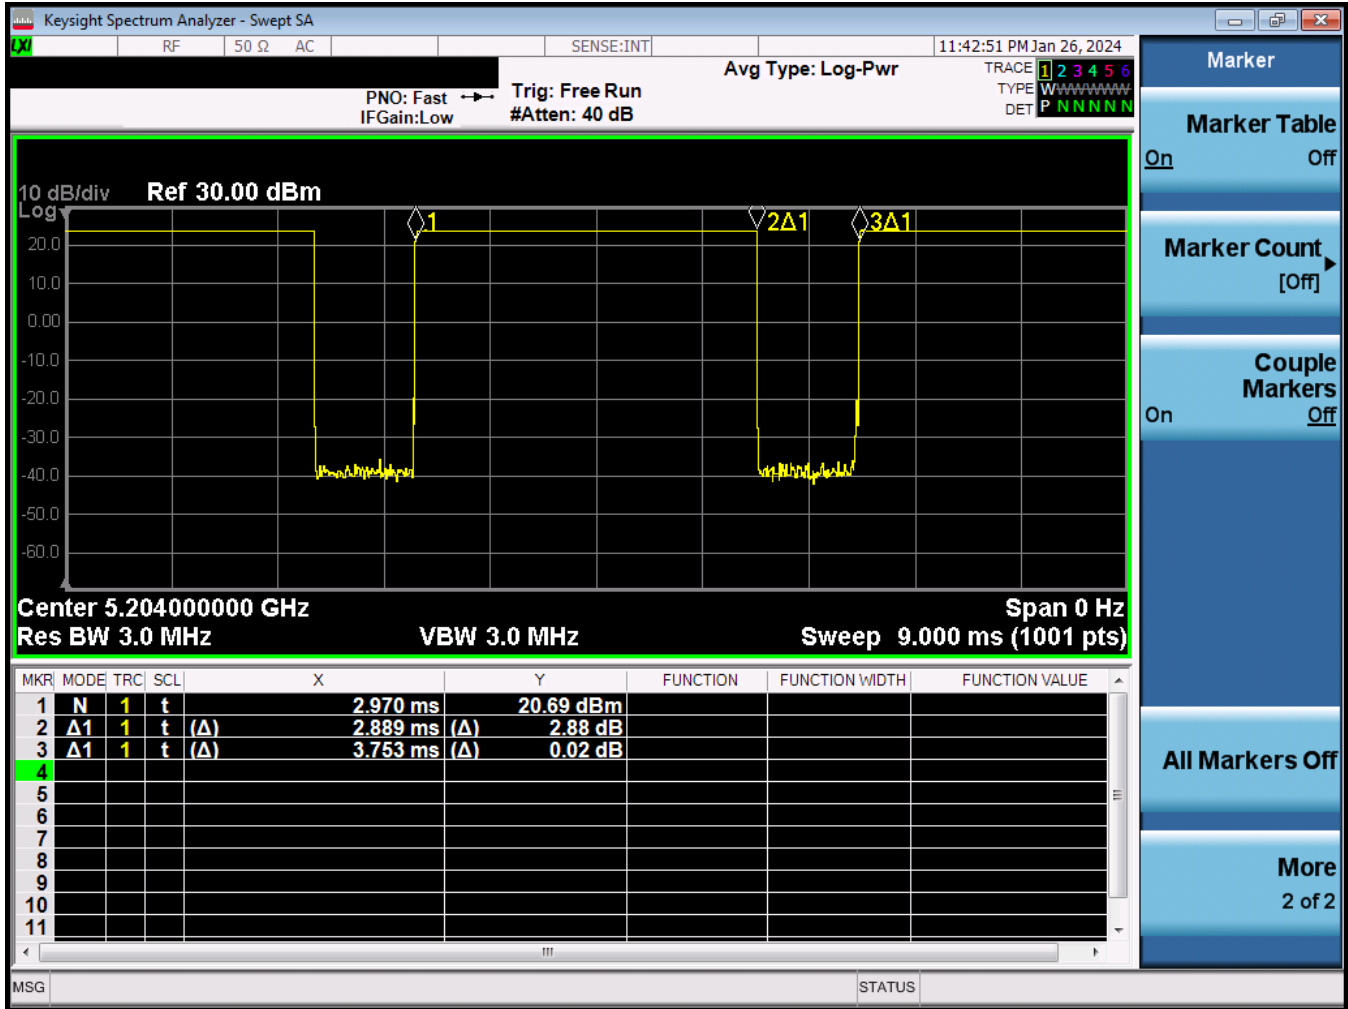 Keysight Spectrum Analyzer - Swept SA
LXI RF 50 Ω AC SENSE:INT 11:42:51 PM Jan 26, 2024
Avg Type: Log-Pwr
TRACE 1 2 3 4 5 6
TYPE W W W W W W
DET P N N N N N
PNO: Fast
IFGain:Low
Trig: Free Run
#Atten: 40 dB
10 dB/div Ref 30.00 dBm
Log
1 2Δ1 3Δ1
20.0
10.0
0.00
-10.0
-20.0
-30.0
-40.0
-50.0
-60.0
Center 5.204000000 GHz Span 0 Hz
Res BW 3.0 MHz VBW 3.0 MHz Sweep 9.000 ms (1001 pts)
MKR MODE TRC SCL X Y FUNCTION FUNCTION WIDTH FUNCTION VALUE
1 N 1 t 2.970 ms 20.69 dBm
2 Δ1 1 t (Δ) 2.889 ms (Δ) 2.88 dB
3 Δ1 1 t (Δ) 3.753 ms (Δ) 0.02 dB
4
5
6
7
8
9
10
11
MSG STATUS
Marker
Marker Table
On Off
Marker Count
[Off]
Couple
Markers
On Off
All Markers Off
More
2 of 2